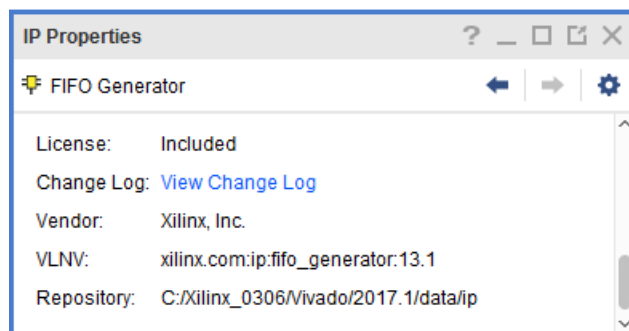 IP Properties
FIFO Generator
License: Included
Change Log: View Change Log
Vendor: Xilinx, Inc.
VLNV: xilinx.com:ip:fifo_generator:13.1
Repository: C:/Xilinx_0306/Vivado/2017.1/data/ip